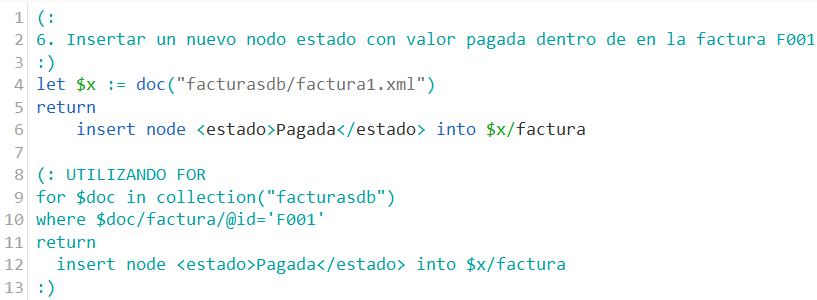 1 (:
2 6. Insertar un nuevo nodo estado con valor pagada dentro de en la factura F001
3 :)
4 let $x := doc("facturasdb/factura1.xml")
5 return
6     insert node <estado>Pagada</estado> into $x/factura
7
8 (: UTILIZANDO FOR
9 for $doc in collection("facturasdb")
10 where $doc/factura/@id='F001'
11 return
12   insert node <estado>Pagada</estado> into $x/factura
13 :)